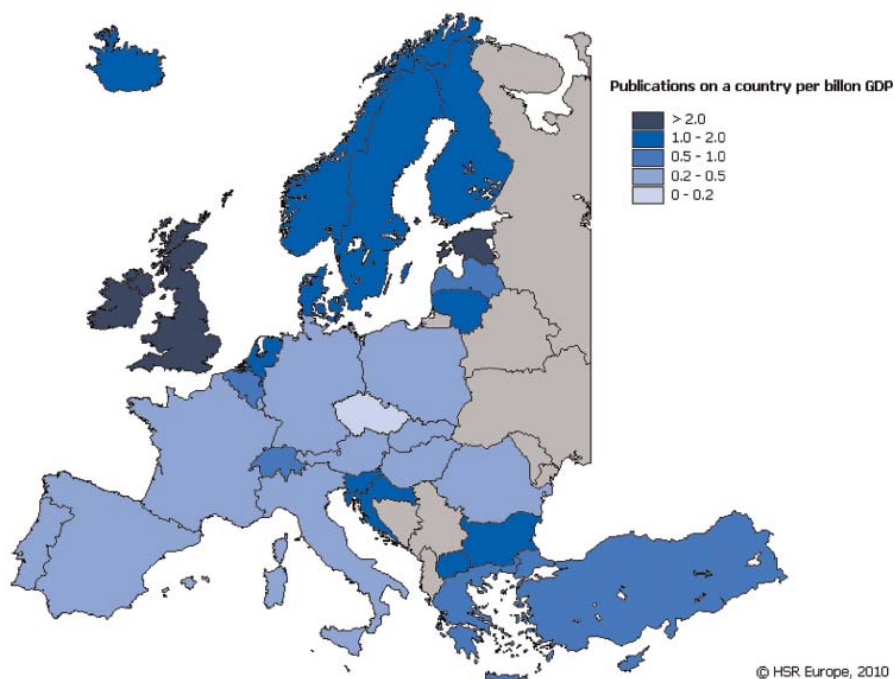 Publications on a country per billon GDP
> 2.0
1.0 - 2.0
0.5 - 1.0
0.2 - 0.5
0 - 0.2
© HSR Europe, 2010